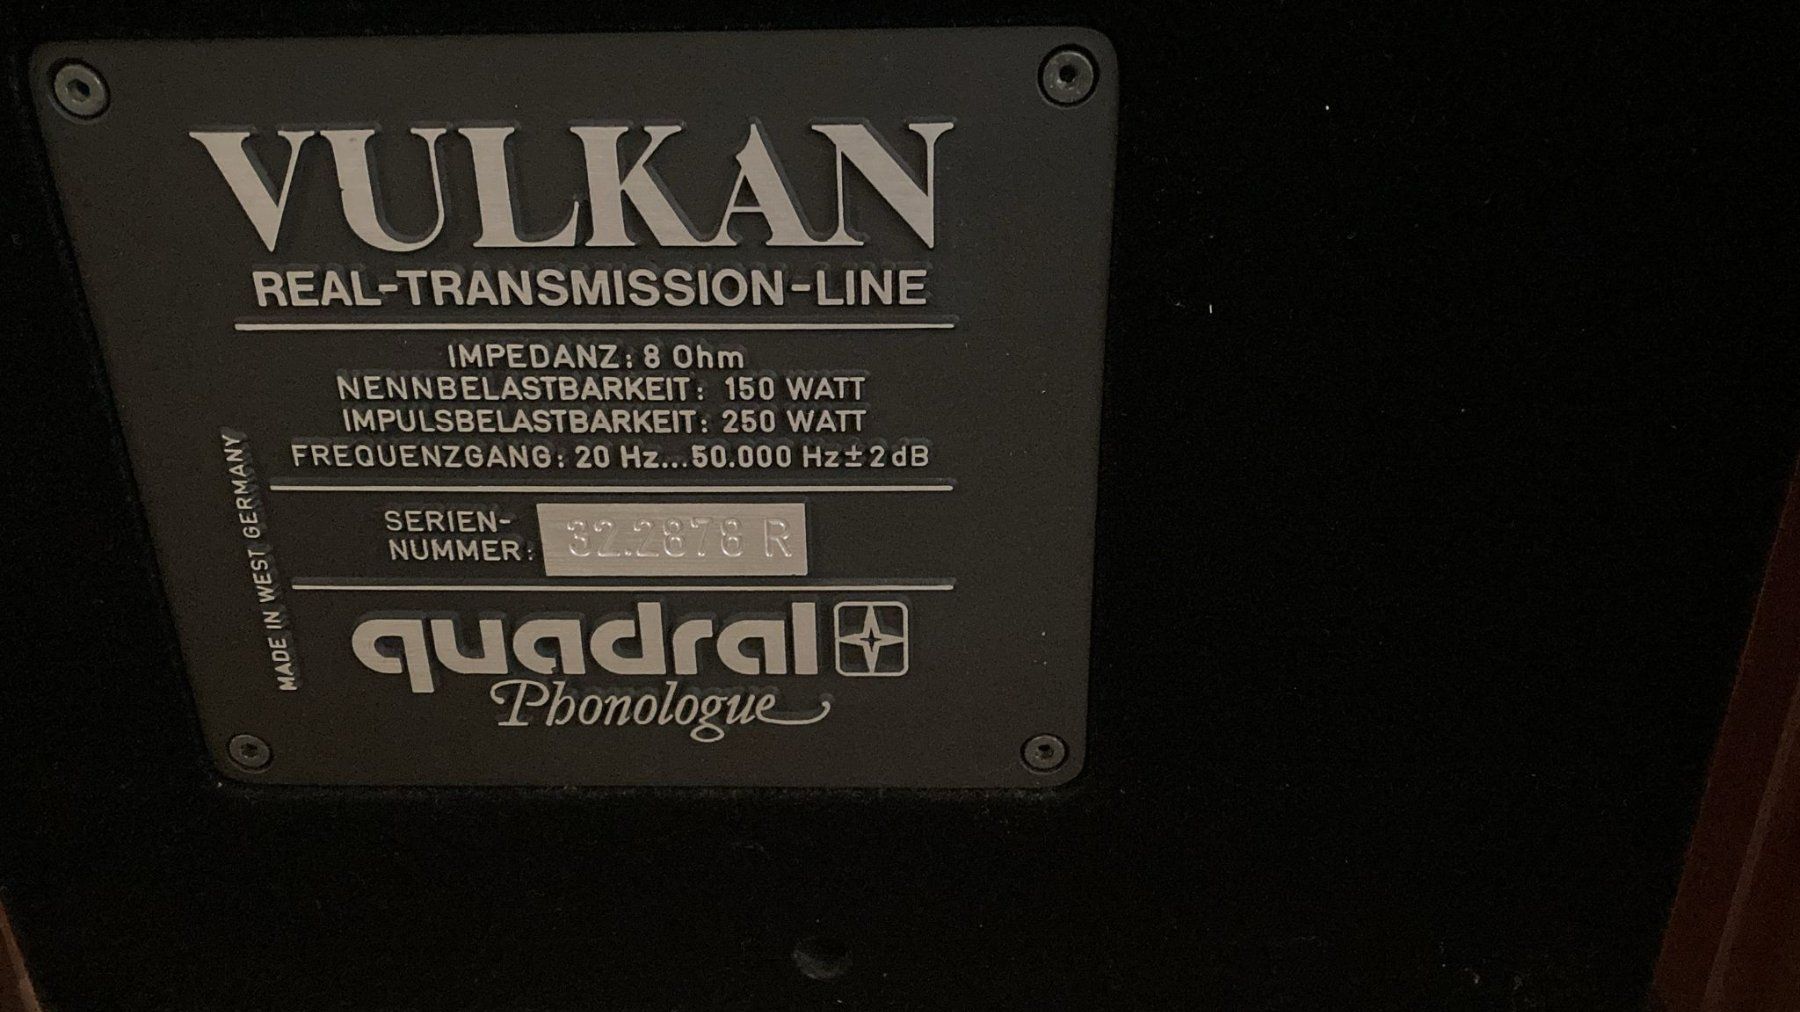 VULKAN
REAL-TRANSMISSION-LINE
IMPEDANZ: 8 Ohm
NENNBELASTBARKEIT: 150 WATT
IMPULSBELASTBARKEIT: 250 WATT
FREQUENZGANG: 20 Hz...50.000 Hz±2dB
MADE IN WEST GERMANY
SERIEN-
NUMMER: 32.2878 R
quadral
Phonologue